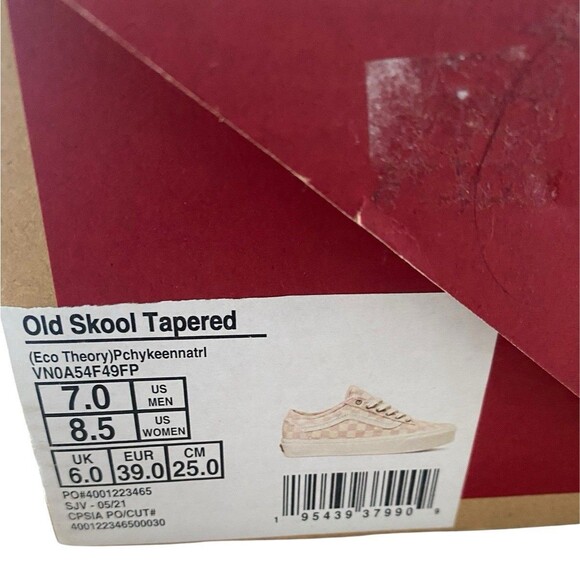 Old Skool Tapered
(Eco Theory)Pchykeennatrl
VN0A54F49FP
7.0 US MEN
8.5 US WOMEN
UK 6.0 EUR 39.0 CM 25.0
PO#4001223465
SJV - 05/21
CPSIA PO/CUT#
400122346500030
1 95439 37990 9